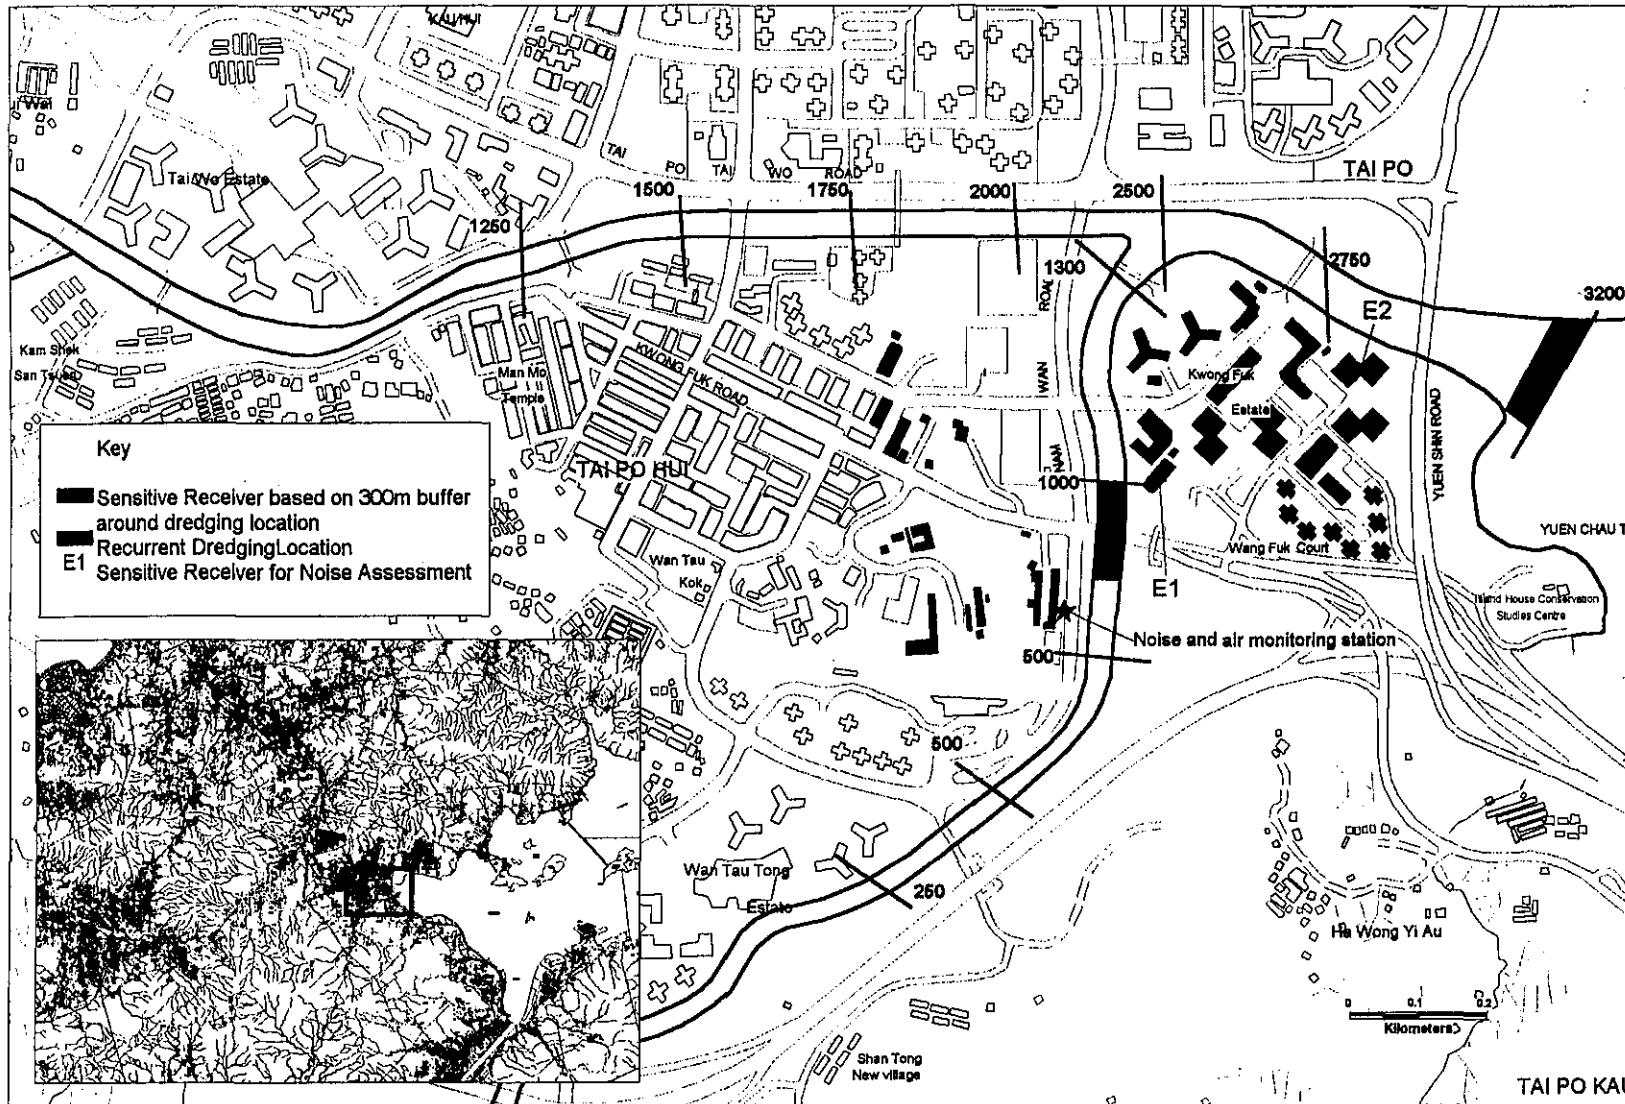 KAU HUI
Tai Wo Estate
TAI
PO
TAI
WO
ROAD
TAI PO
1250
1500
1750
2000
2500
1300
2750
3200
E2
ROAD
WAN
NAM
Kam Shek
San Tsuen
Man Mo
Temple
KWONG FUK ROAD
Kwong Fuk
Estate
YUEN SHIN ROAD
TAI PO HUI
1000
Key
Sensitive Receiver based on 300m buffer
around dredging location
Recurrent DredgingLocation
E1 Sensitive Receiver for Noise Assessment
Wan Tau
Kok
E1
Wang Fuk Court
YUEN CHAU T
Island House Conservation
Studies Centre
Noise and air monitoring station
500
500
250
Wan Tau Tong
Estate
Ha Wong Yi Au
0 0.1 0.2
Kilometers
Shan Tong
New village
TAI PO KAU